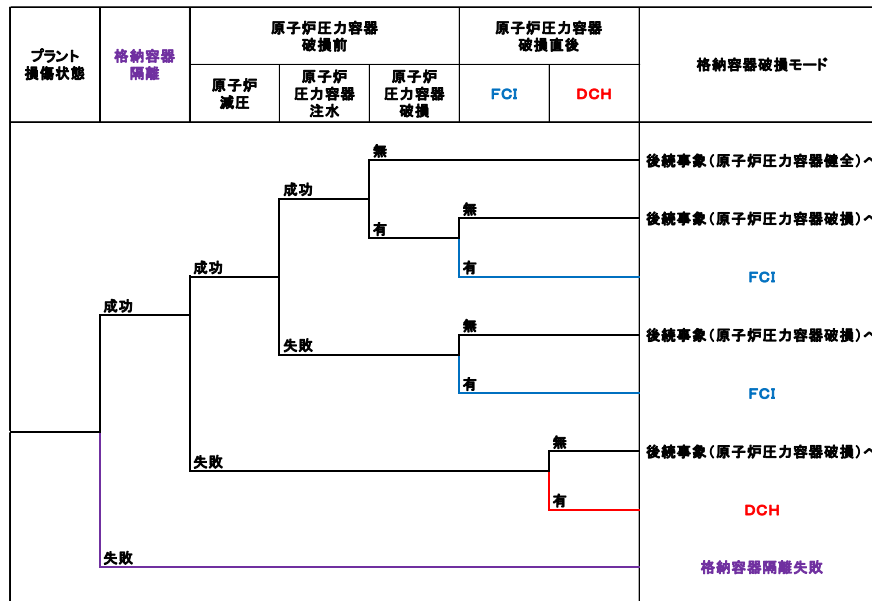 プラント
損傷状態
格納容器
隔離
原子炉圧力容器
破損前
原子炉圧力容器
破損直後
格納容器破損モード
原子炉
減圧
原子炉
圧力容器
注水
原子炉
圧力容器
破損
FCI
DCH
無
後続事象(原子炉圧力容器健全)へ
成功
無
後続事象(原子炉圧力容器破損)へ
有
成功
有
FCI
成功
無
後続事象(原子炉圧力容器破損)へ
失敗
有
FCI
無
後続事象(原子炉圧力容器破損)へ
失敗
有
DCH
失敗
格納容器隔離失敗